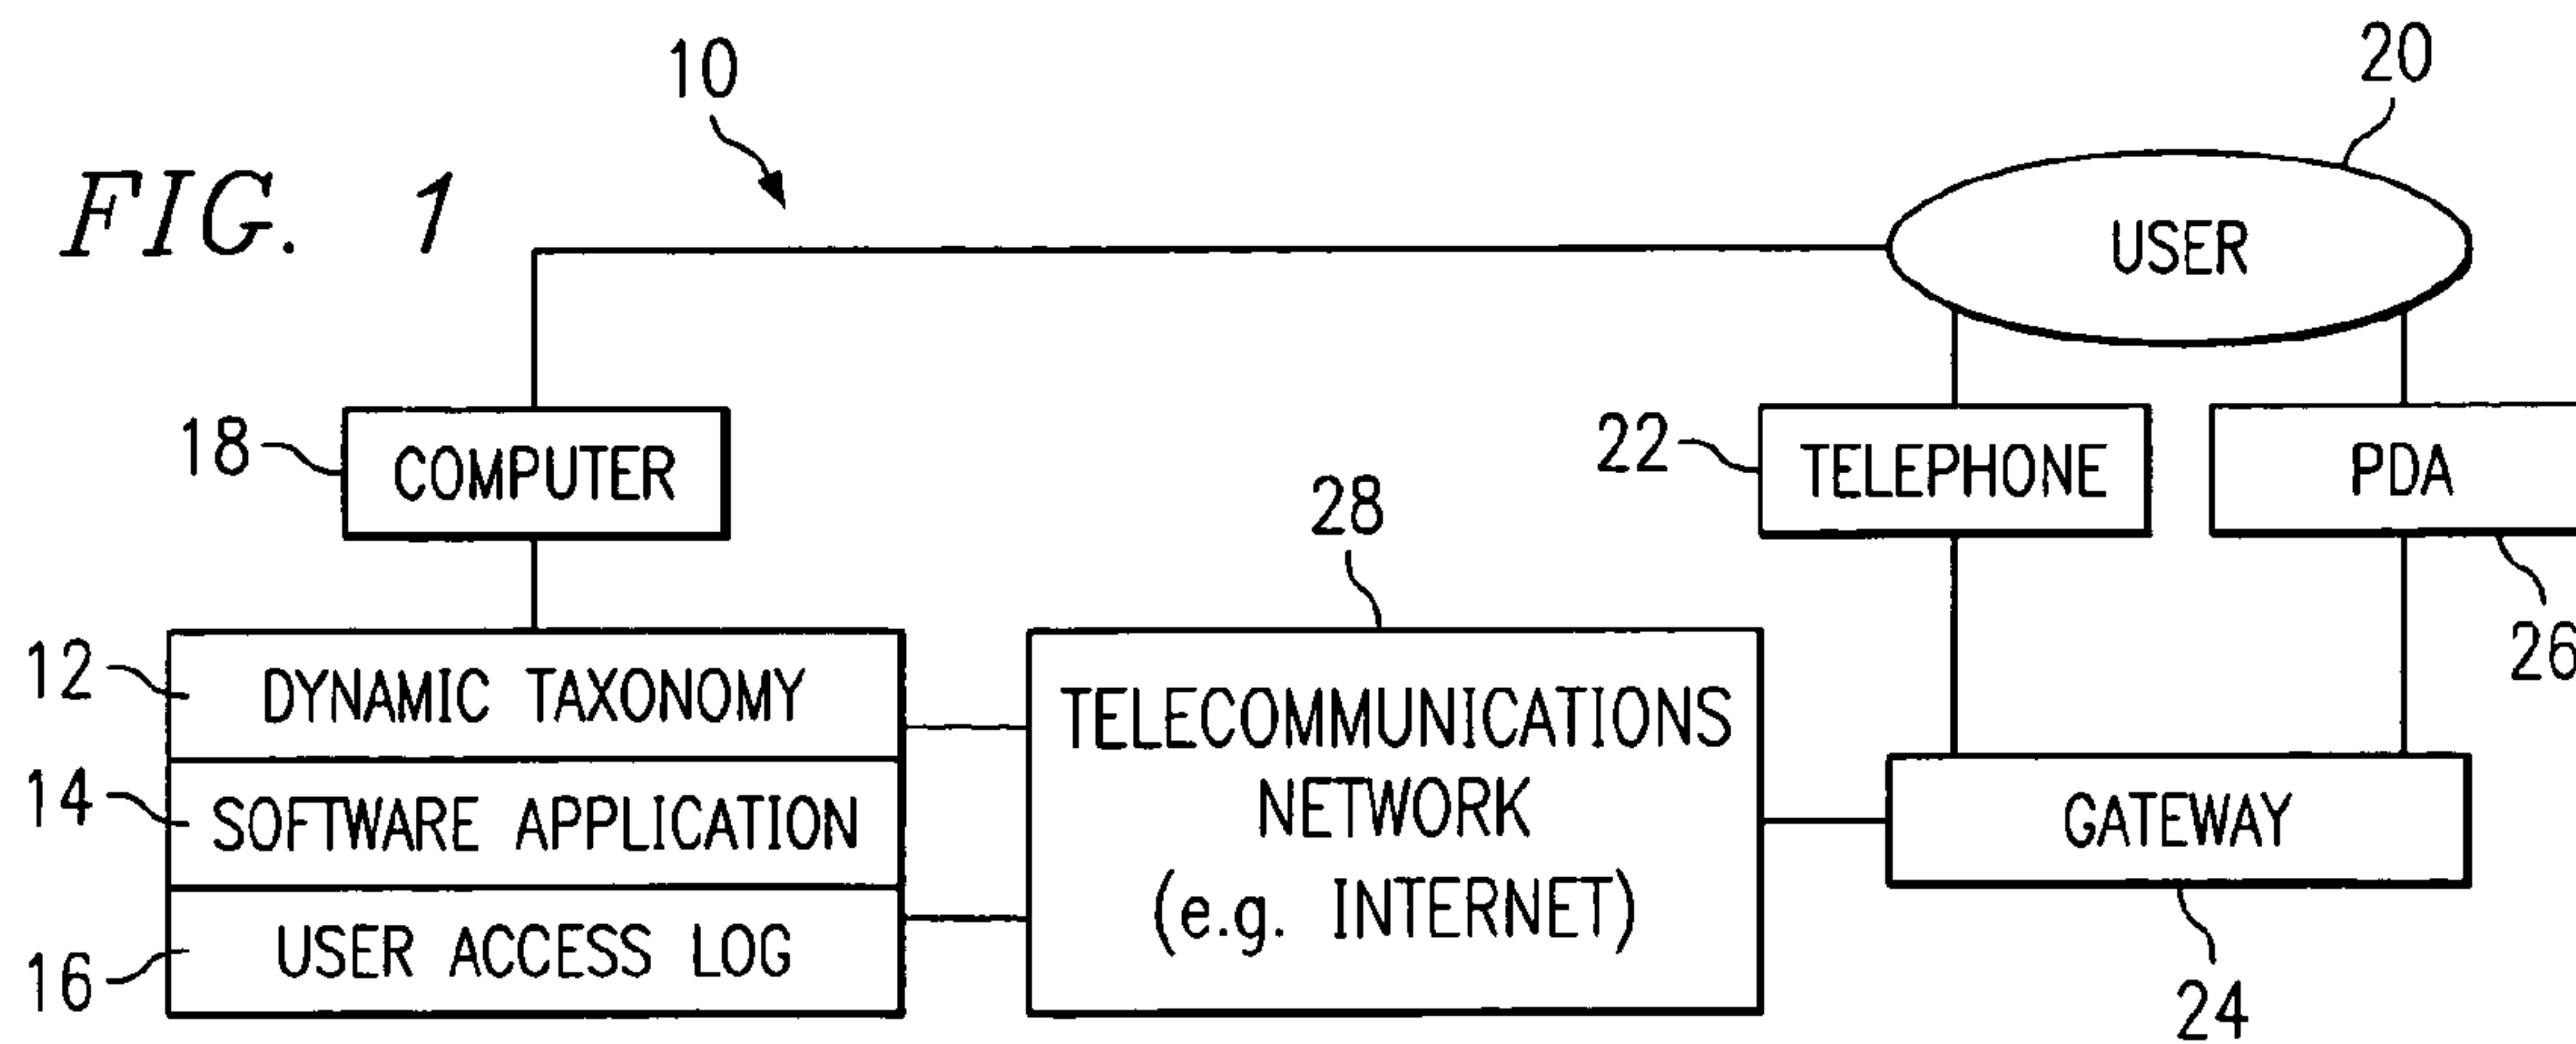 10
20
FIG. 1
USER
18
COMPUTER
22
TELEPHONE
PDA
28
26
12
DYNAMIC TAXONOMY
14
SOFTWARE APPLICATION
16
USER ACCESS LOG
TELECOMMUNICATIONS
NETWORK
(e.g. INTERNET)
GATEWAY
24